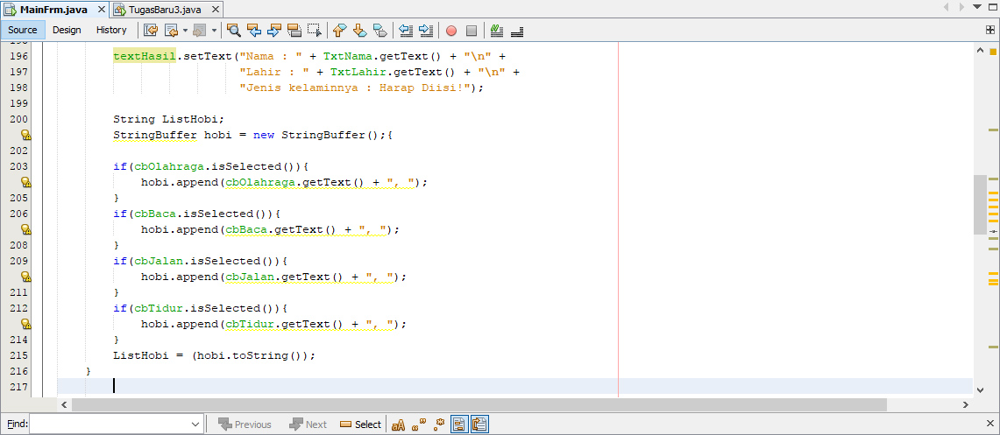 MainFrm.java TugasBaru3.java
Source Design History
196 textHasil.setText("Nama : " + TxtNama.getText() + "\n" +
197 "Lahir : " + TxtLahir.getText() + "\n" +
198 "Jenis kelaminnya : Harap Diisi!");
199
200 String ListHobi;
StringBuffer hobi = new StringBuffer();{
202
203 if(cbOlahraga.isSelected()){
hobi.append(cbOlahraga.getText() + ", ");
205 }
206 if(cbBaca.isSelected()){
hobi.append(cbBaca.getText() + ", ");
208 }
209 if(cbJalan.isSelected()){
hobi.append(cbJalan.getText() + ", ");
211 }
212 if(cbTidur.isSelected()){
hobi.append(cbTidur.getText() + ", ");
214 }
215 ListHobi = (hobi.toString());
216 }
217
Find: Previous Next Select